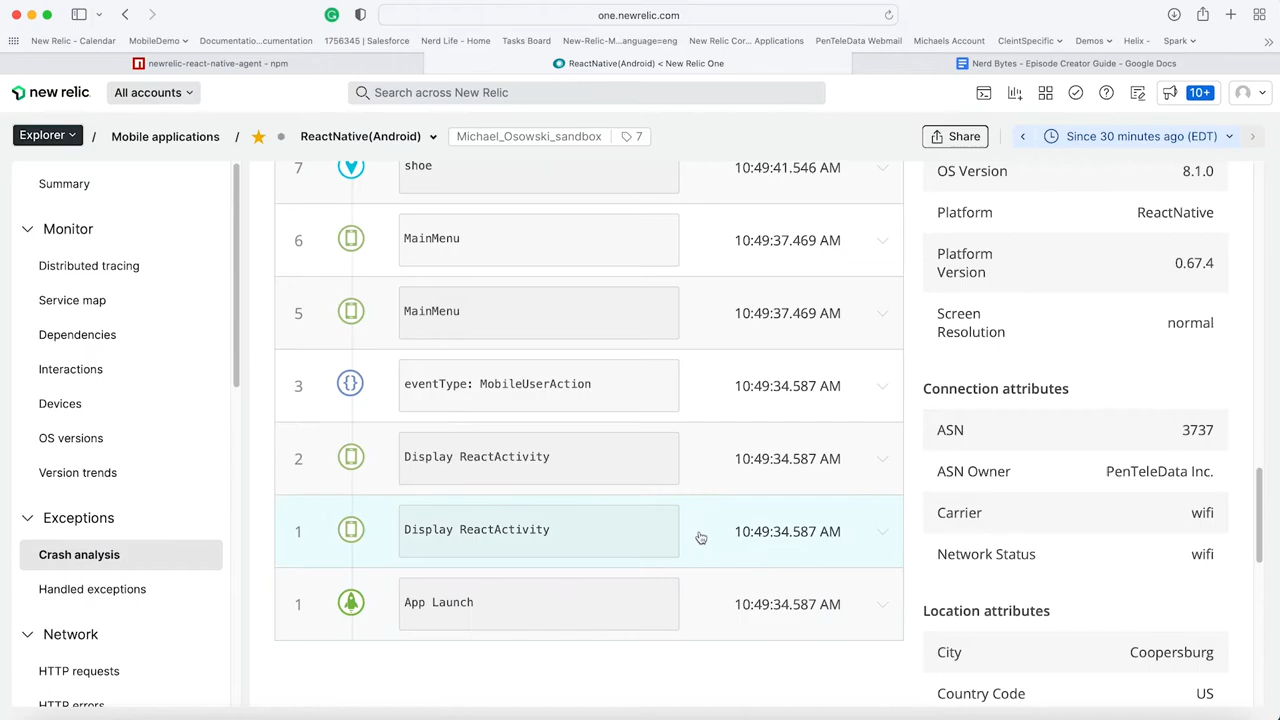 one.newrelic.com
New Relic - Calendar MobileDemo Documentatio...cumentation 1756345 | Salesforce Nerd Life - Home Tasks Board New-Relic-M...anguage=eng New Relic Cor... Applications PenTeleData Webmail Michaels Account CleintSpecific Demos Helix - Spark
newrelic-react-native-agent - npm
ReactNative(Android) < New Relic One
Nerd Bytes - Episode Creator Guide - Google Docs
new relic. All accounts Search across New Relic 10+
Explorer / Mobile applications / ReactNative(Android) Michael_Osowski_sandbox 7 Share Since 30 minutes ago (EDT)
Summary
Monitor
Distributed tracing
Service map
Dependencies
Interactions
Devices
OS versions
Version trends
Exceptions
Crash analysis
Handled exceptions
Network
HTTP requests
HTTP errors
7 shoe 10:49:41.546 AM
6 MainMenu 10:49:37.469 AM
5 MainMenu 10:49:37.469 AM
3 {} eventType: MobileUserAction 10:49:34.587 AM
2 Display ReactActivity 10:49:34.587 AM
1 Display ReactActivity 10:49:34.587 AM
1 App Launch 10:49:34.587 AM
OS Version 8.1.0
Platform ReactNative
Platform
Version 0.67.4
Screen
Resolution normal
Connection attributes
ASN 3737
ASN Owner PenTeleData Inc.
Carrier wifi
Network Status wifi
Location attributes
City Coopersburg
Country Code US